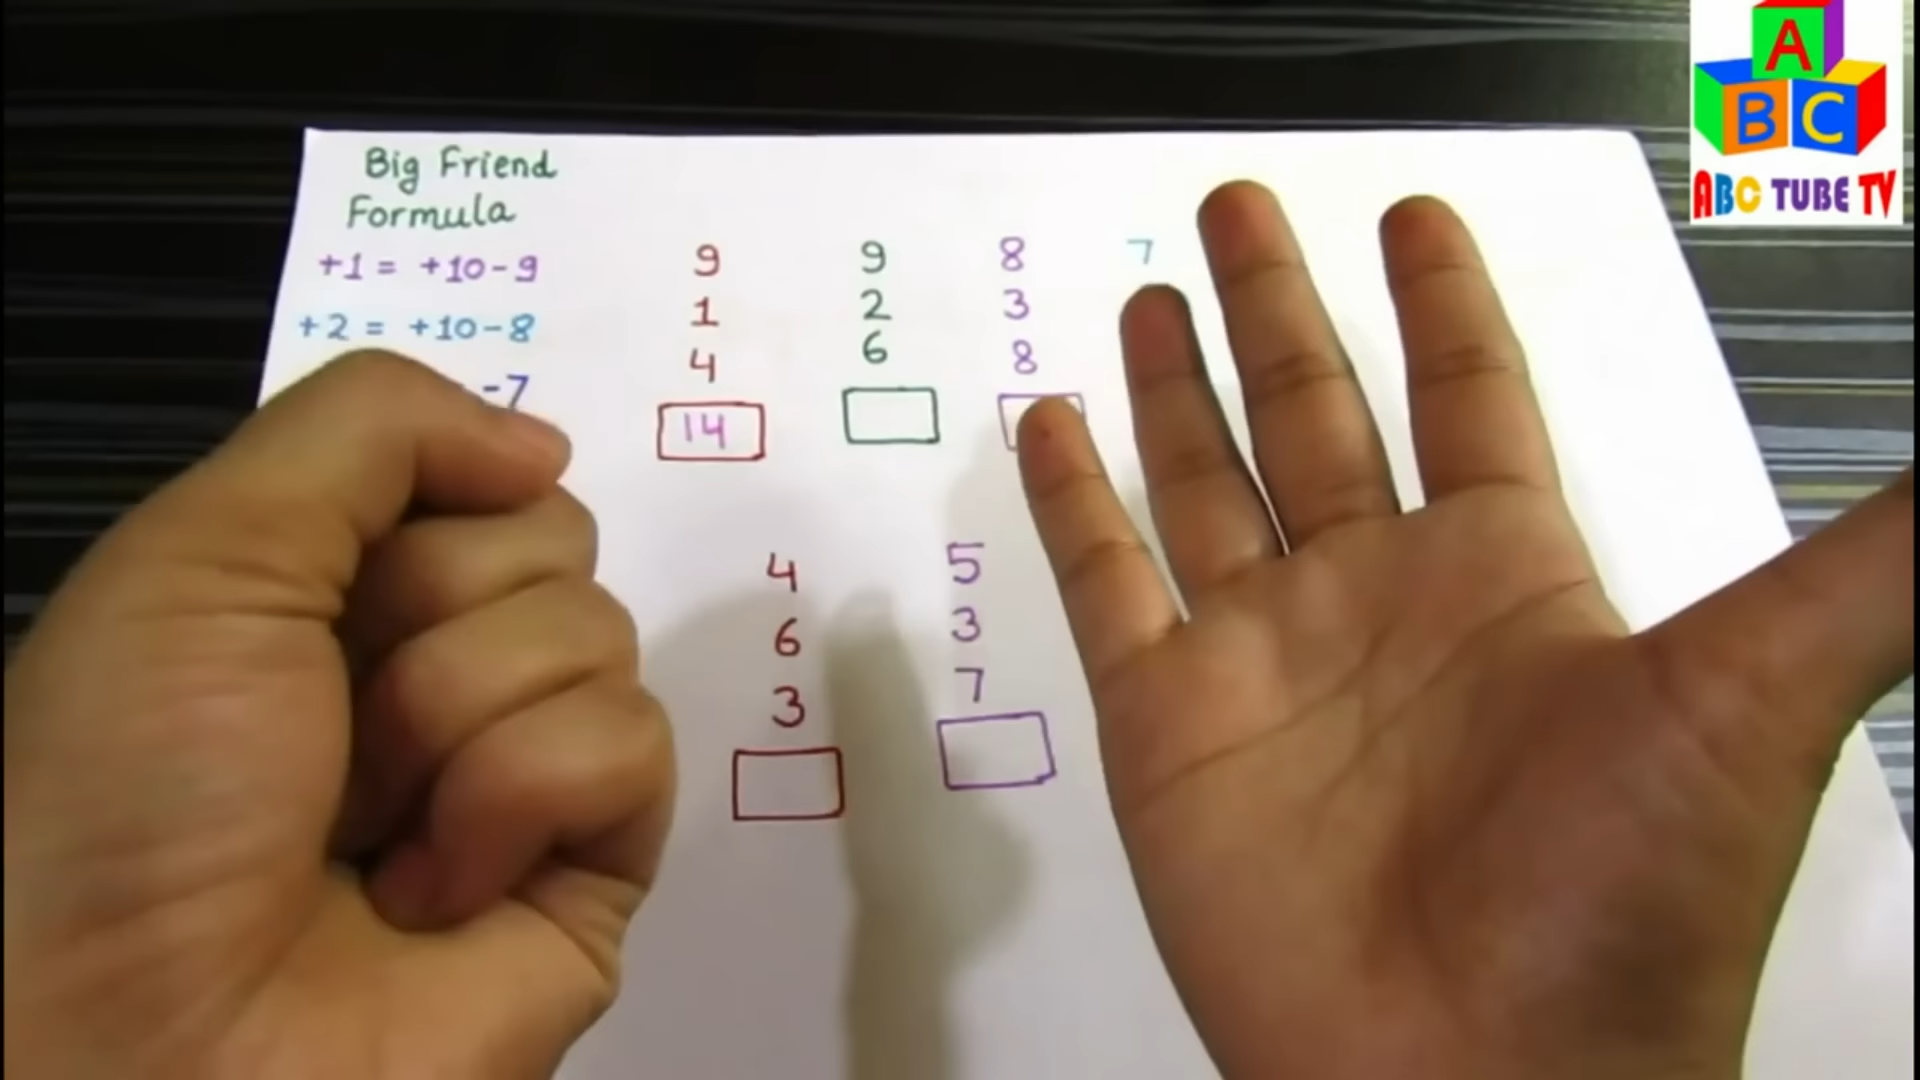 Big Friend
Formula
+1 = +10-9
+2 = +10-8
-7
9
1
4
14
9
2
6
8
3
8
7
4
6
3
5
3
7
A
B C
ABC TUBE TV